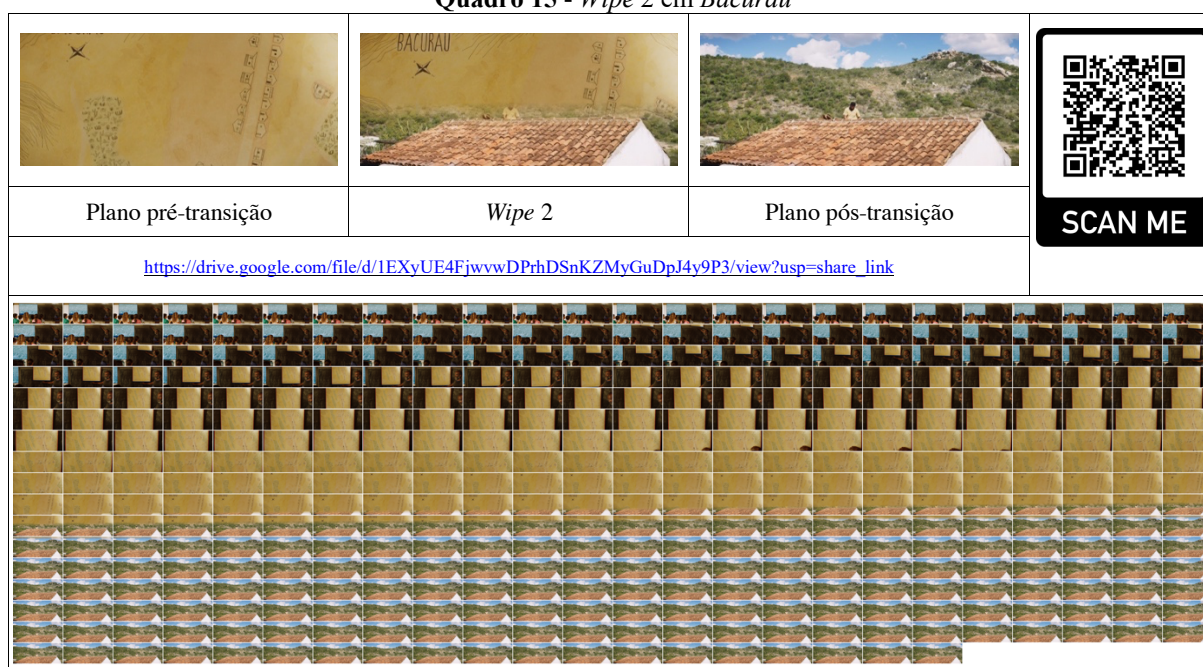 Quadro 13 - Wipe 2 em Bacurau
BACURAU
Plano pré-transição
Wipe 2
Plano pós-transição
SCAN ME
https://drive.google.com/file/d/1EXyUE4FjwvwDPrhDSnKZMyGuDpJ4y9P3/view?usp=share_link